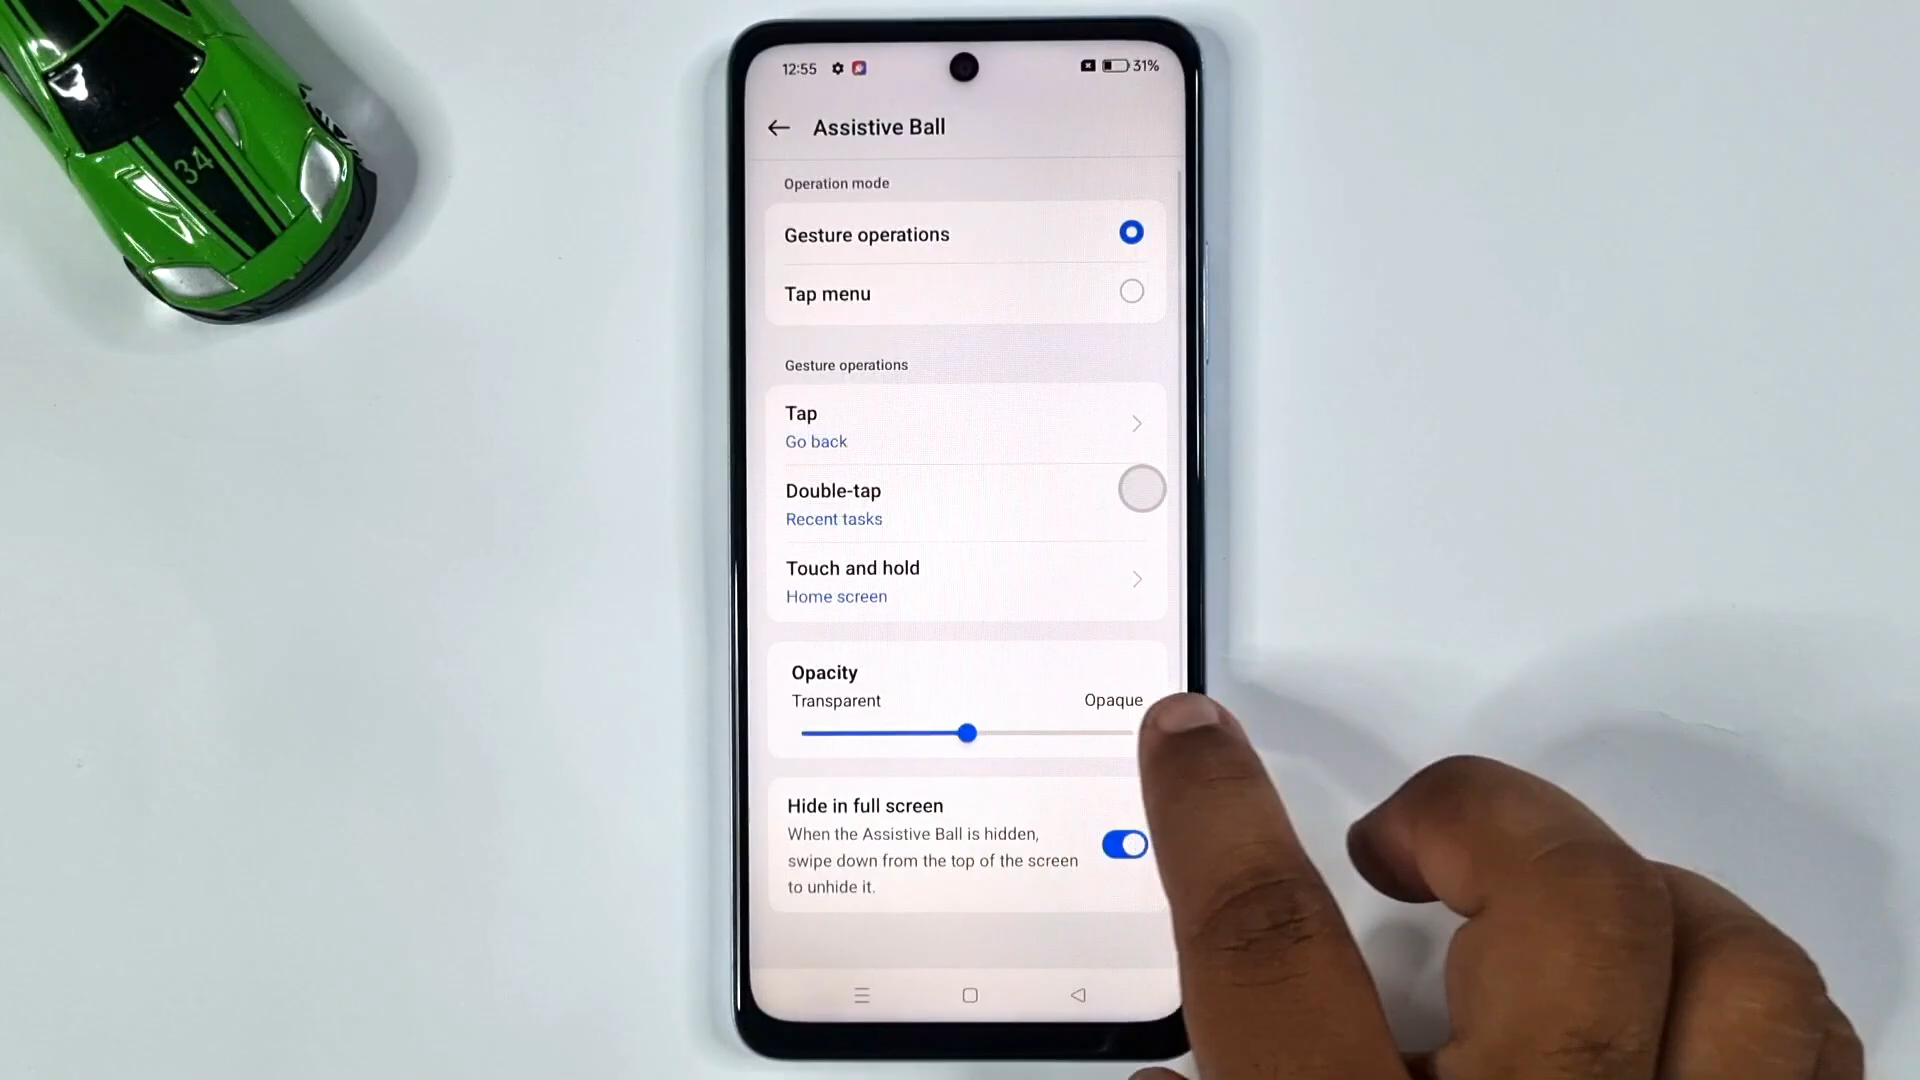 34
12:55 31%
Assistive Ball
Operation mode
Gesture operations
Tap menu
Gesture operations
Tap
Go back
Double-tap
Recent tasks
Touch and hold
Home screen
Opacity
Transparent Opaque
Hide in full screen
When the Assistive Ball is hidden,
swipe down from the top of the screen
to unhide it.